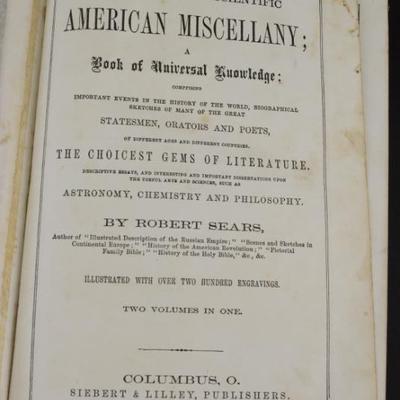 SCIENTIFIC
AMERICAN MISCELLANY;
A
Book of Universal Knowledge;
COMPRISING
IMPORTANT EVENTS IN THE HISTORY OF THE WORLD, BIOGRAPHICAL
SKETCHES OF MANY OF THE GREAT
STATESMEN, ORATORS AND POETS,
OF DIFFERENT AGES AND DIFFERENT COUNTRIES.
THE CHOICEST GEMS OF LITERATURE.
DESCRIPTIVE ESSAYS, AND INTERESTING AND IMPORTANT DISSERTATIONS UPON
THE USEFUL ARTS AND SCIENCES, SUCH AS
ASTRONOMY, CHEMISTRY AND PHILOSOPHY.
BY ROBERT SEARS,
Author of "Illustrated Description of the Russian Empire;" "Scenes and Sketches in
Continental Europe;" "History of the American Revolution;" "Pictorial
Family Bible;" "History of the Holy Bible," &c., &c.
ILLUSTRATED WITH OVER TWO HUNDRED ENGRAVINGS.
TWO VOLUMES IN ONE.
COLUMBUS, O.
SIEBERT & LILLEY, PUBLISHERS.